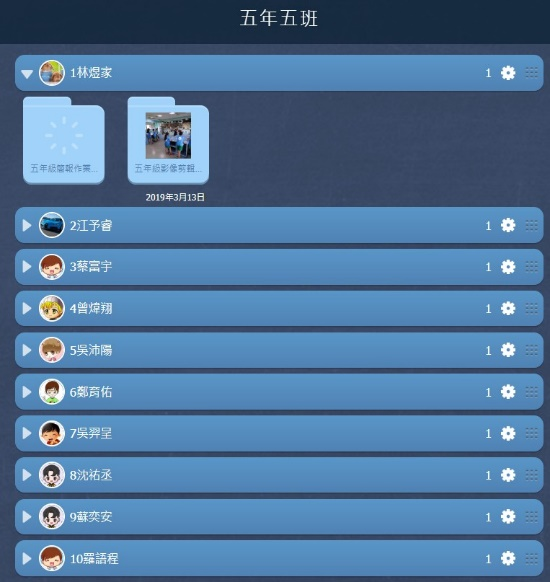 五年五班
1林煜家 1
五年級簡報作業... 五年級影像剪輯...
2019年3月13日
2江予睿 1
3蔡富宇 1
4曾煒翔 1
5吳沛陽 1
6鄭育佑 1
7吳羿呈 1
8沈祐丞 1
9蘇奕安 1
10羅語程 1